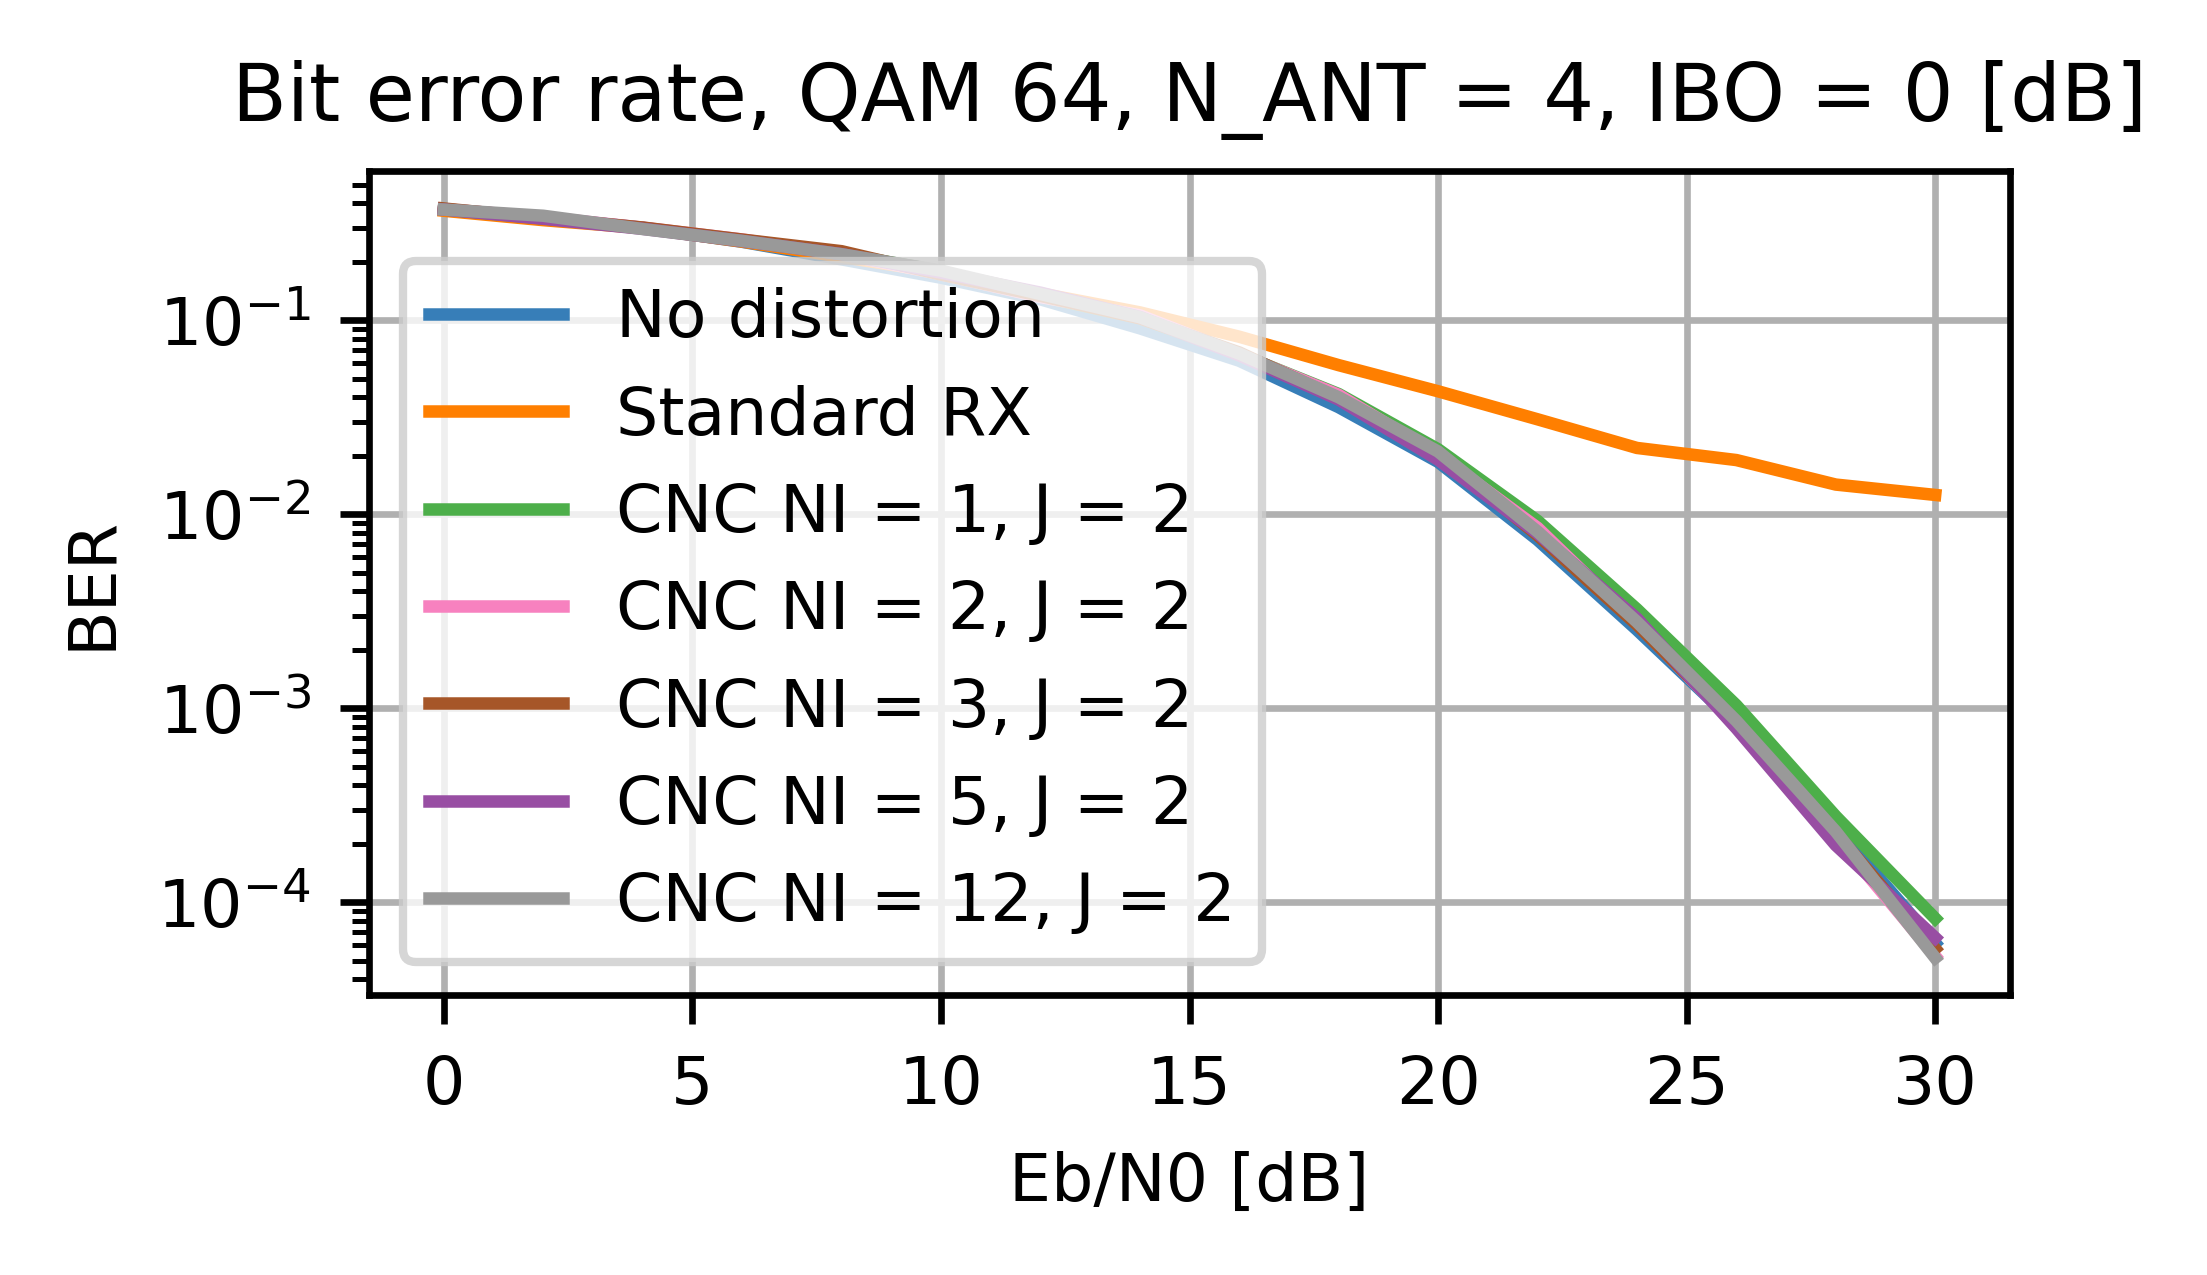 Bit error rate, QAM 64, N_ANT = 4, IBO = 0 [dB]
BER
10⁻¹
10⁻²
10⁻³
10⁻⁴
No distortion
Standard RX
CNC NI = 1, J = 2
CNC NI = 2, J = 2
CNC NI = 3, J = 2
CNC NI = 5, J = 2
CNC NI = 12, J = 2
0 5 10 15 20 25 30
Eb/N0 [dB]